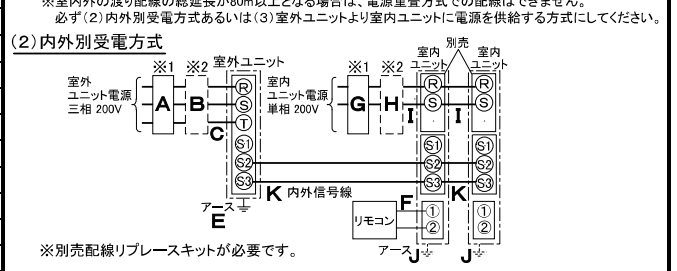 ※室内外の渡り配線の総延長が80m以上となる場合は、電源重畳方式での配線はできません。
必ず(2)内外別受電方式あるいは(3)室外ユニットより室内ユニットに電源を供給する方式にしてください。
(2)内外別受電方式
別売
※1 ※2 室外ユニット
※1 ※2 室内ユニット 室内ユニット
室外
ユニット電源
三相 200V
A B C
R
S
T
S1
S2
S3
室内
ユニット電源
単相 200V
G H I I
R
S
S1
S2
S3
R
S
S1
S2
S3
K 内外信号線 K
アース
E
リモコン
F
①
②
①
②
アース J J
※別売配線リプレースキットが必要です。